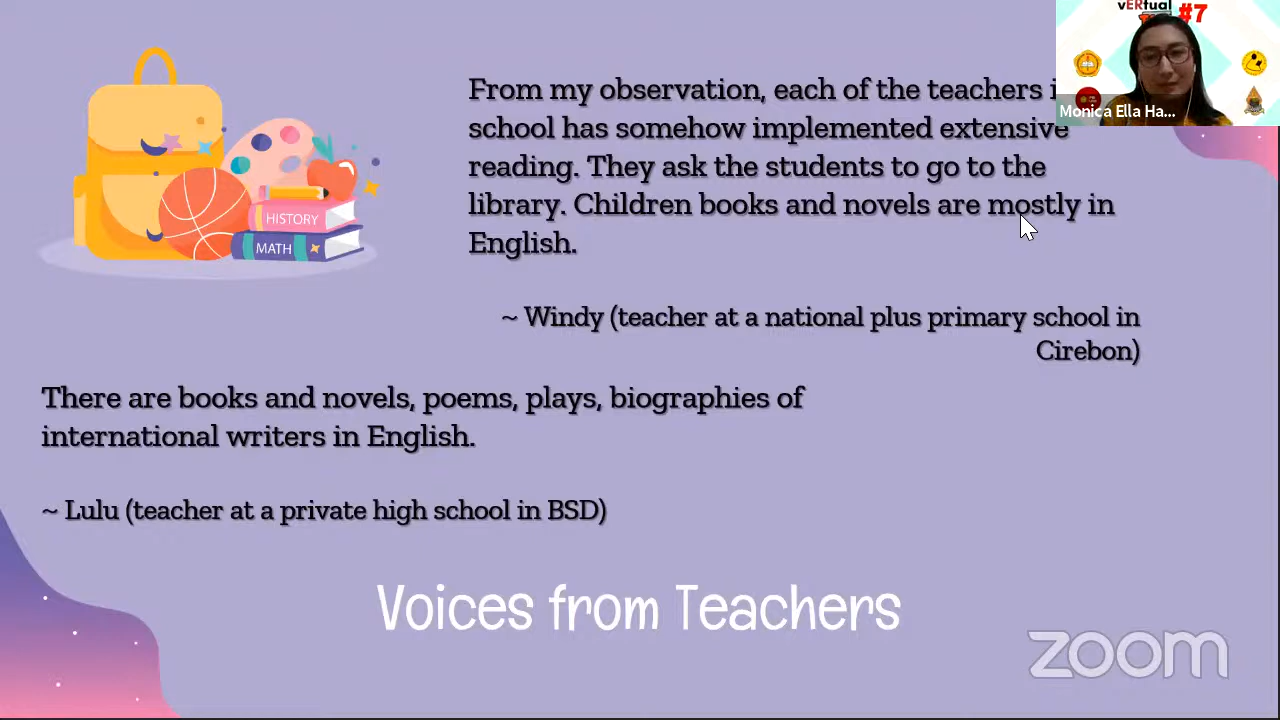 vERtual
#7
Monica Ella Ha...
From my observation, each of the teachers
school has somehow implemented extensive
reading. They ask the students to go to the
library. Children books and novels are mostly in
English.
~ Windy (teacher at a national plus primary school in
Cirebon)
HISTORY
MATH
There are books and novels, poems, plays, biographies of
international writers in English.
~ Lulu (teacher at a private high school in BSD)
Voices from Teachers
zoom